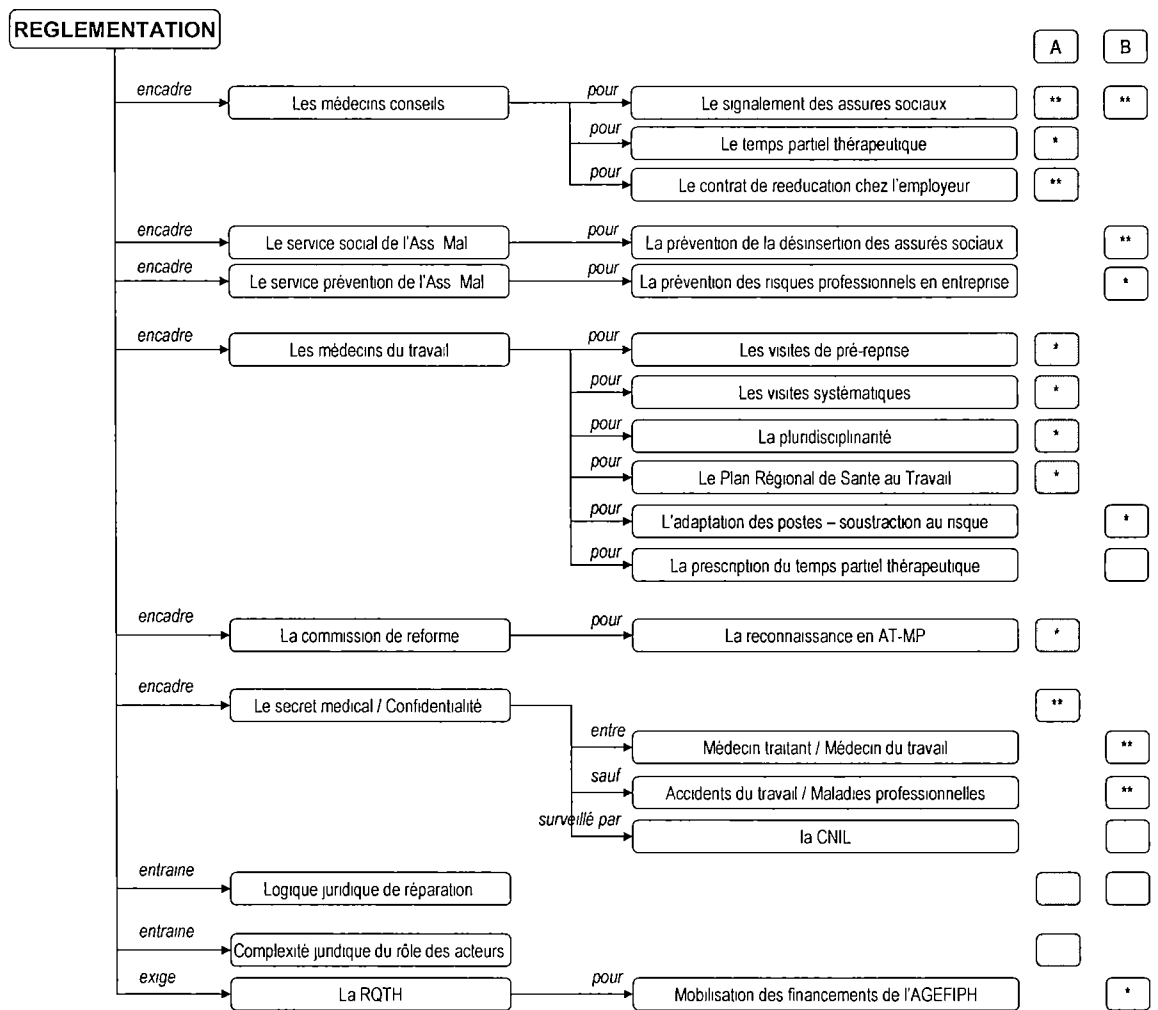 REGLEMENTATION
A B
encadre Les médecins conseils pour Le signalement des assures sociaux ** **
pour Le temps partiel thérapeutique *
pour Le contrat de reeducation chez l'employeur **
encadre Le service social de l'Ass Mal pour La prévention de la désinsertion des assurés sociaux **
encadre Le service prévention de l'Ass Mal pour La prévention des risques professionnels en entreprise *
encadre Les médecins du travail pour Les visites de pré-reprise *
pour Les visites systématiques *
pour La pluridisciplinarité *
pour Le Plan Régional de Sante au Travail *
pour L'adaptation des postes – soustraction au risque *
pour La prescription du temps partiel thérapeutique
encadre La commission de reforme pour La reconnaissance en AT-MP *
encadre Le secret medical / Confidentialité **
entre Médecin traitant / Médecin du travail **
sauf Accidents du travail / Maladies professionnelles **
surveillé par la CNIL
entraine Logique juridique de réparation
entraine Complexité juridique du rôle des acteurs
exige La RQTH pour Mobilisation des financements de l'AGEFIPH *